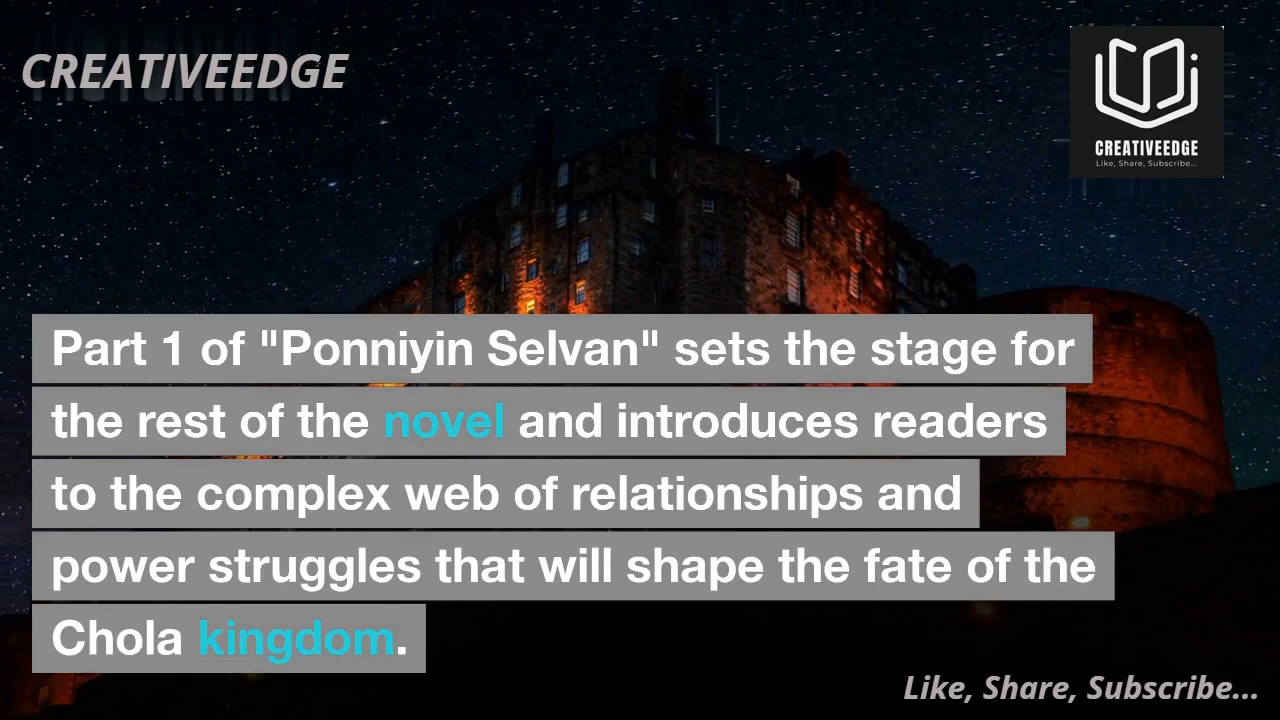 CREATIVEEDGE
CREATIVEEDGE
Like, Share, Subscribe...
Part 1 of "Ponniyin Selvan" sets the stage for
the rest of the novel and introduces readers
to the complex web of relationships and
power struggles that will shape the fate of the
Chola kingdom.
Like, Share, Subscribe...